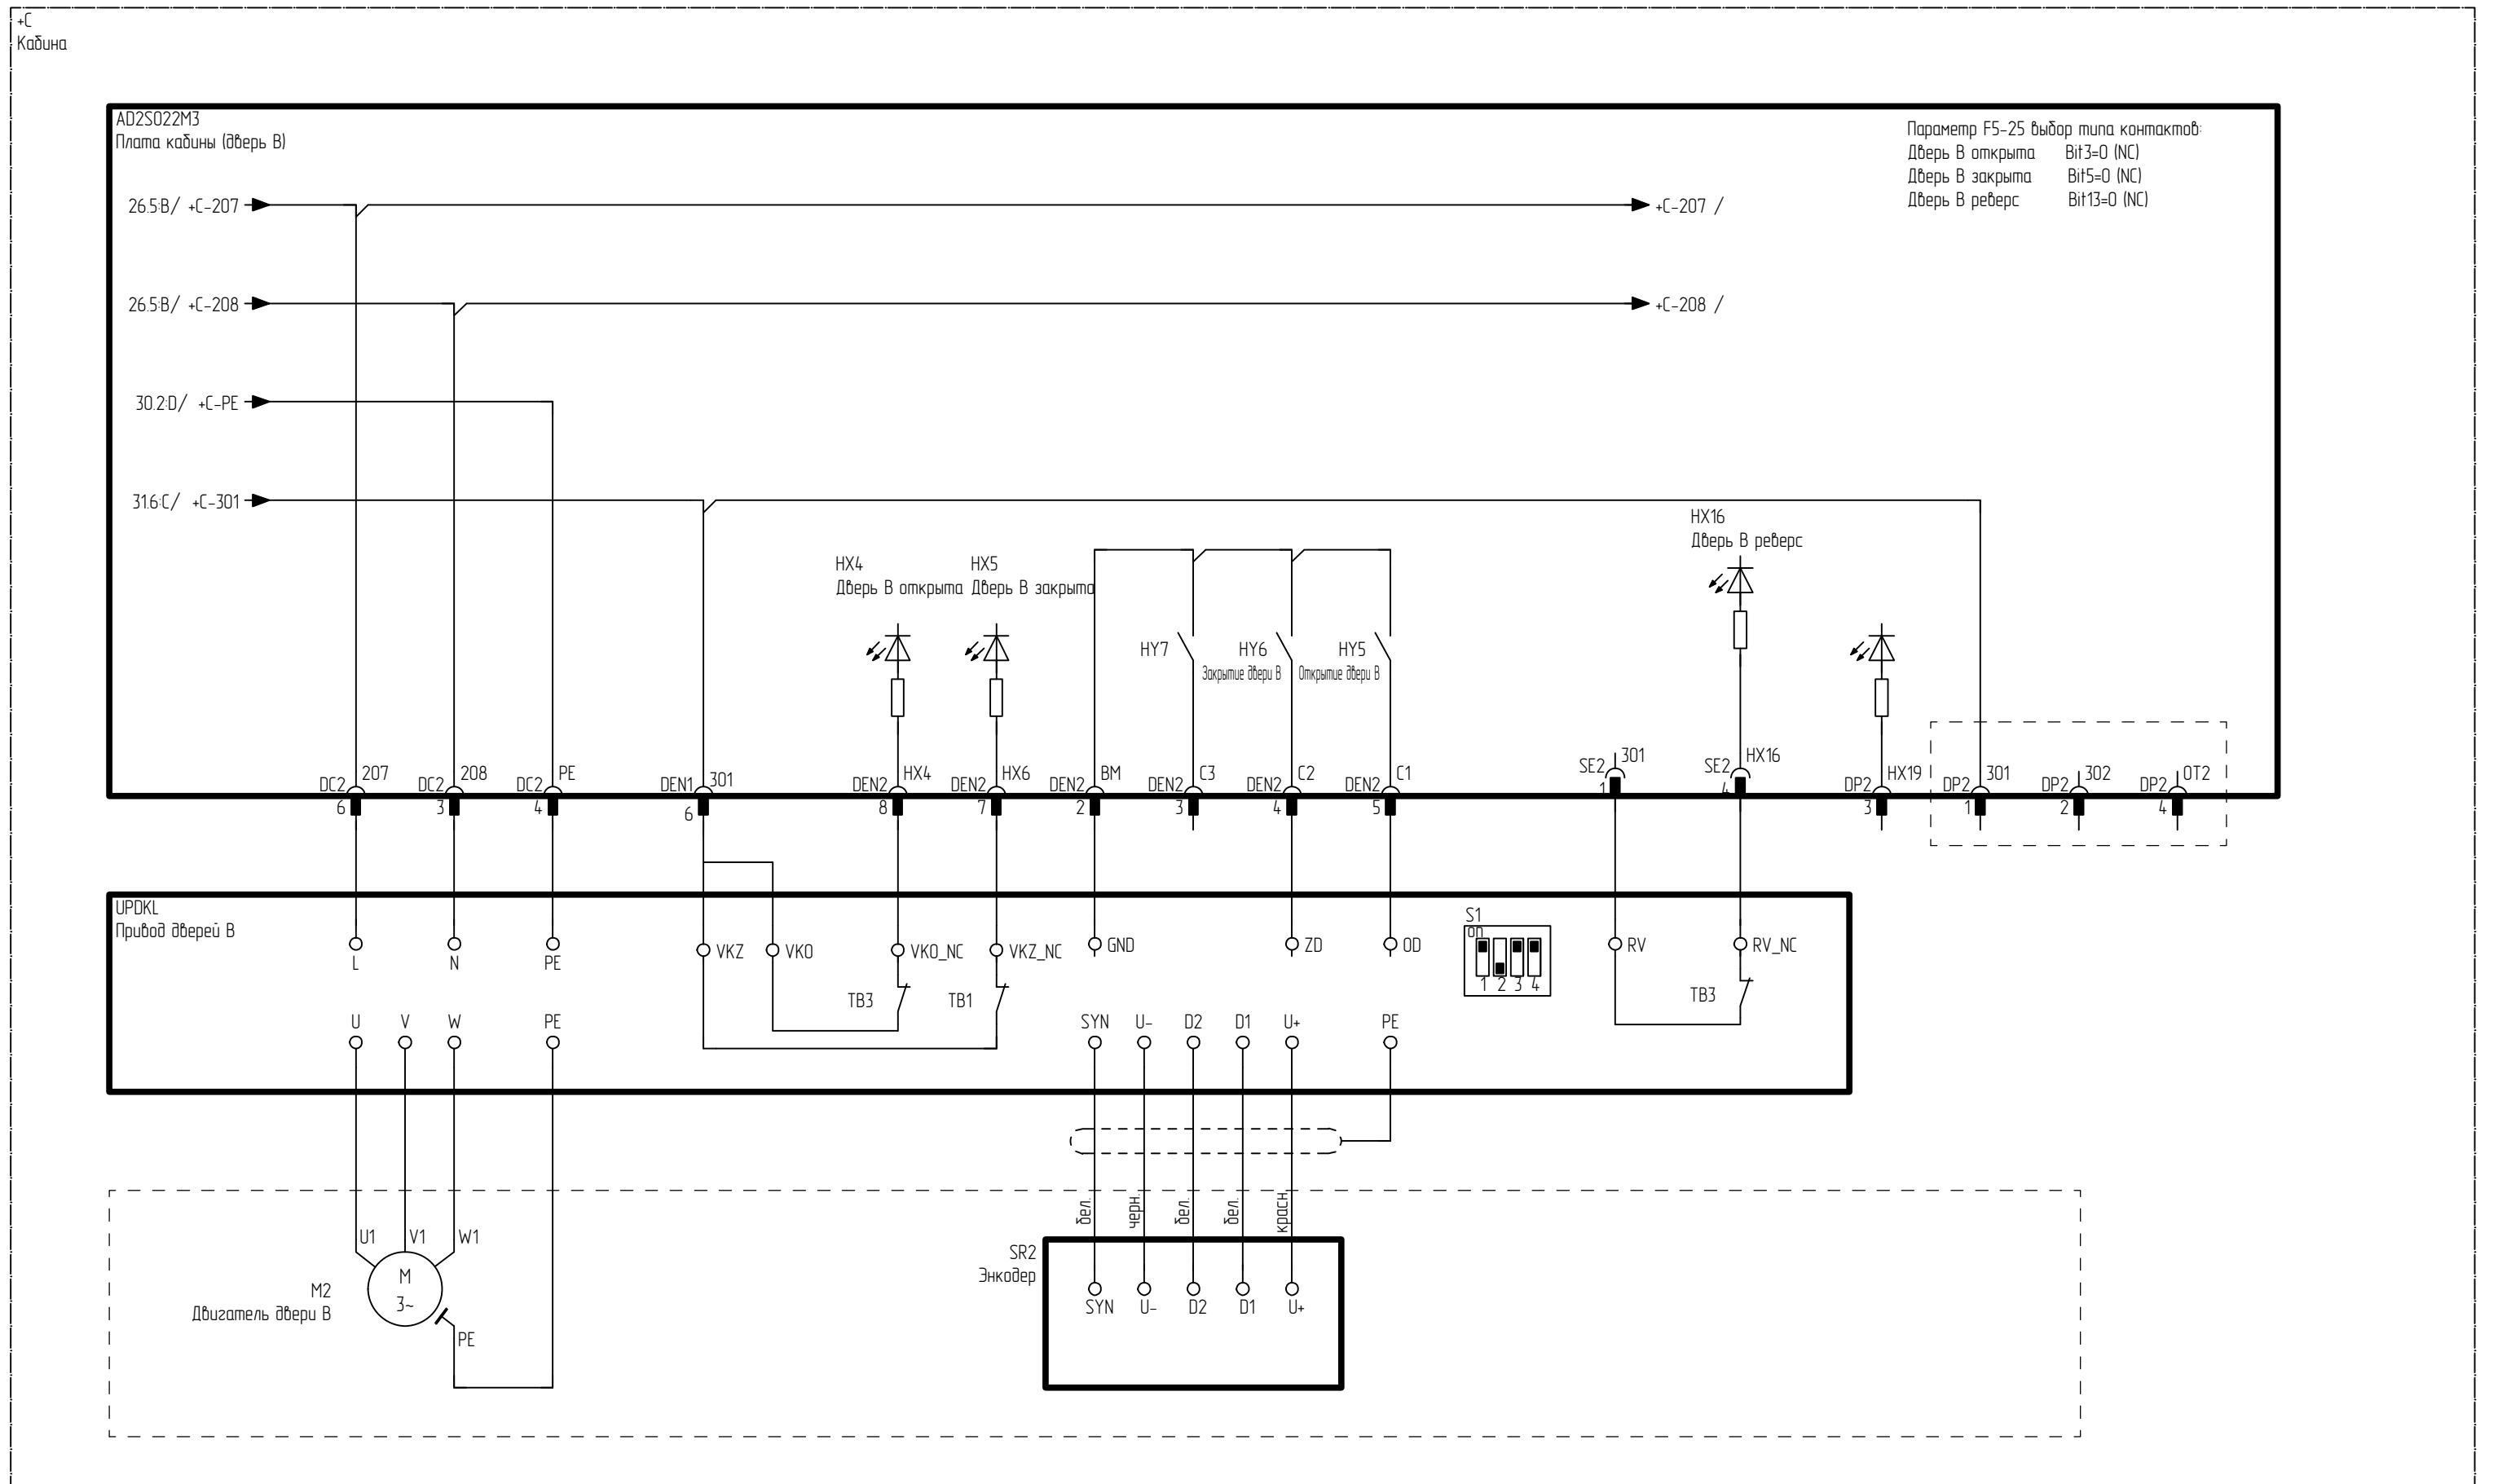 +C
Кабина
AD2S022M3
Плата кабины (дверь В)
Параметр F5-25 выбор типа контактов:
Дверь В открыта Bit3=0 (NC)
Дверь В закрыта Bit5=0 (NC)
Дверь В реверс Bit13=0 (NC)
26.5:B/ +C-207
+C-207 /
26.5:B/ +C-208
+C-208 /
30.2:D/ +C-PE
31.6:C/ +C-301
HX16
Дверь В реверс
HX4
Дверь В открыта
HX5
Дверь В закрыта
HY7
HY6
Закрытие двери В
HY5
Открытие двери В
DC2 207
6
DC2 208
3
DC2 PE
4
DEN1 301
6
DEN2 HX4
8
DEN2 HX6
7
DEN2 BM
2
DEN2 C3
3
DEN2 C2
4
DEN2 C1
5
SE2 301
1
SE2 HX16
4
DP2 HX19
3
DP2 301
1
DP2 302
2
DP2 OT2
4
UPDKL
Привод дверей В
L
N
PE
VKZ
VKO
VKO_NC
VKZ_NC
GND
ZD
OD
S1
on
1 2 3 4
RV
RV_NC
TB3
TB1
TB3
U V W PE
SYN U- D2 D1 U+ PE
бел.
черн.
бел.
бел.
красн
U1 V1 W1
M
3~
M2
Двигатель двери В
PE
SR2
Энкодер
SYN U- D2 D1 U+